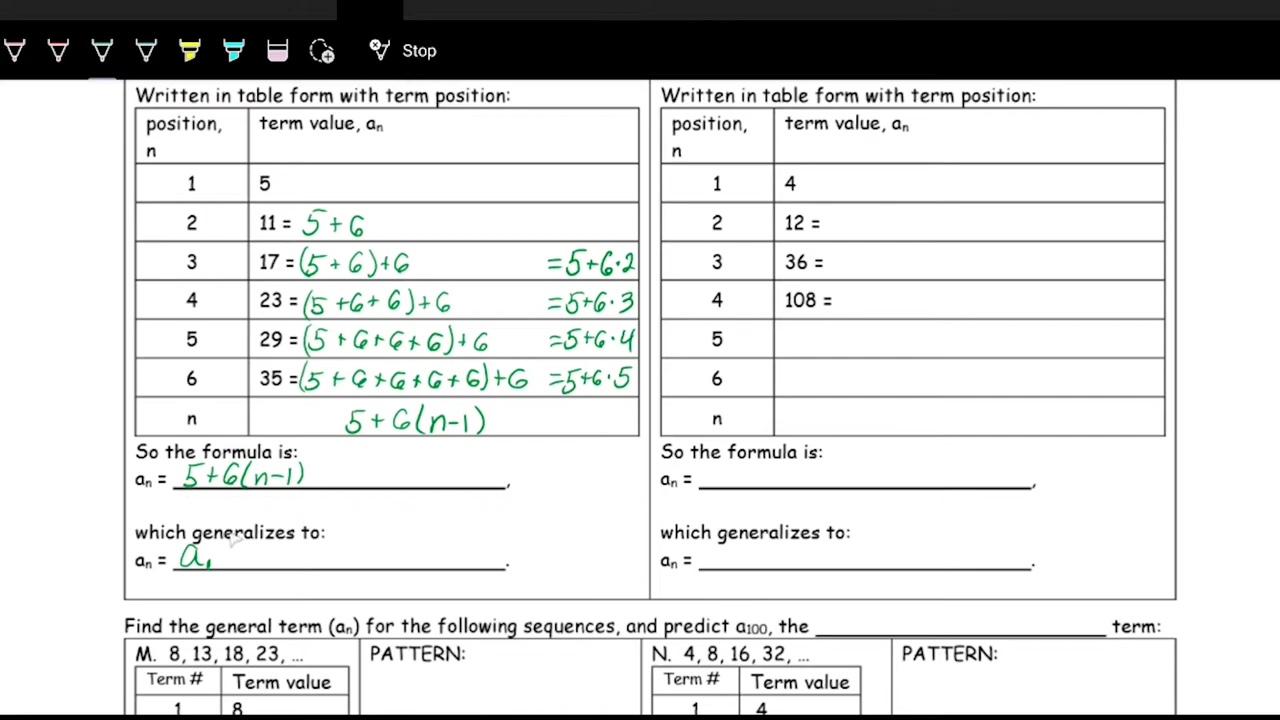 Stop
Written in table form with term position:
position, n term value, aₙ
1 5
2 11 = 5+6
3 17 = (5+6)+6 =5+6·2
4 23 = (5+6+6)+6 =5+6·3
5 29 = (5+6+6+6)+6 =5+6·4
6 35 =(5+6+6+6+6)+6 =5+6·5
n 5+6(n-1)
So the formula is:
aₙ = 5+6(n-1) ,
which generalizes to:
aₙ = a₁ .
Written in table form with term position:
position, n term value, aₙ
1 4
2 12 =
3 36 =
4 108 =
5
6
n
So the formula is:
aₙ = ,
which generalizes to:
aₙ = .
Find the general term (aₙ) for the following sequences, and predict a₁₀₀, the ____ term:
M. 8, 13, 18, 23, ... PATTERN:
Term # Term value
1 8
N. 4, 8, 16, 32, ... PATTERN:
Term # Term value
1 4